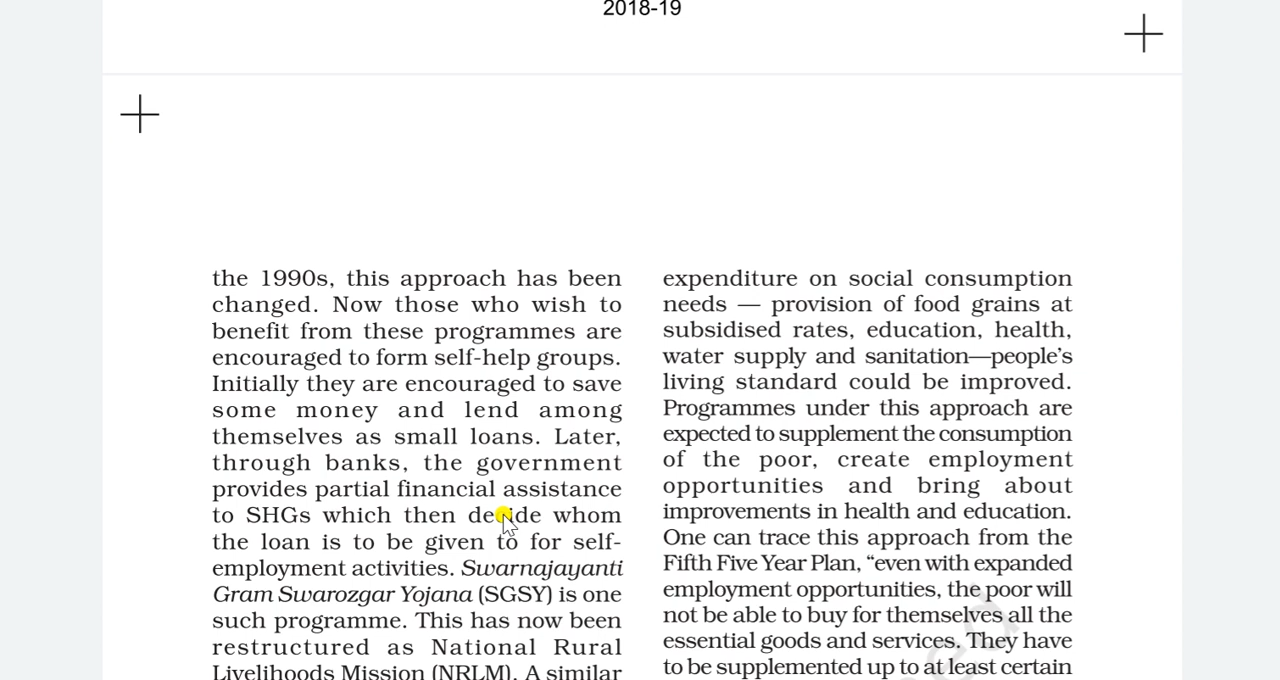 2018-19
the 1990s, this approach has been
changed. Now those who wish to
benefit from these programmes are
encouraged to form self-help groups.
Initially they are encouraged to save
some money and lend among
themselves as small loans. Later,
through banks, the government
provides partial financial assistance
to SHGs which then decide whom
the loan is to be given to for self-
employment activities. Swarnajayanti
Gram Swarozgar Yojana (SGSY) is one
such programme. This has now been
restructured as National Rural
Livelihoods Mission (NRLM). A similar
expenditure on social consumption
needs — provision of food grains at
subsidised rates, education, health,
water supply and sanitation—people’s
living standard could be improved.
Programmes under this approach are
expected to supplement the consumption
of the poor, create employment
opportunities and bring about
improvements in health and education.
One can trace this approach from the
Fifth Five Year Plan, “even with expanded
employment opportunities, the poor will
not be able to buy for themselves all the
essential goods and services. They have
to be supplemented up to at least certain